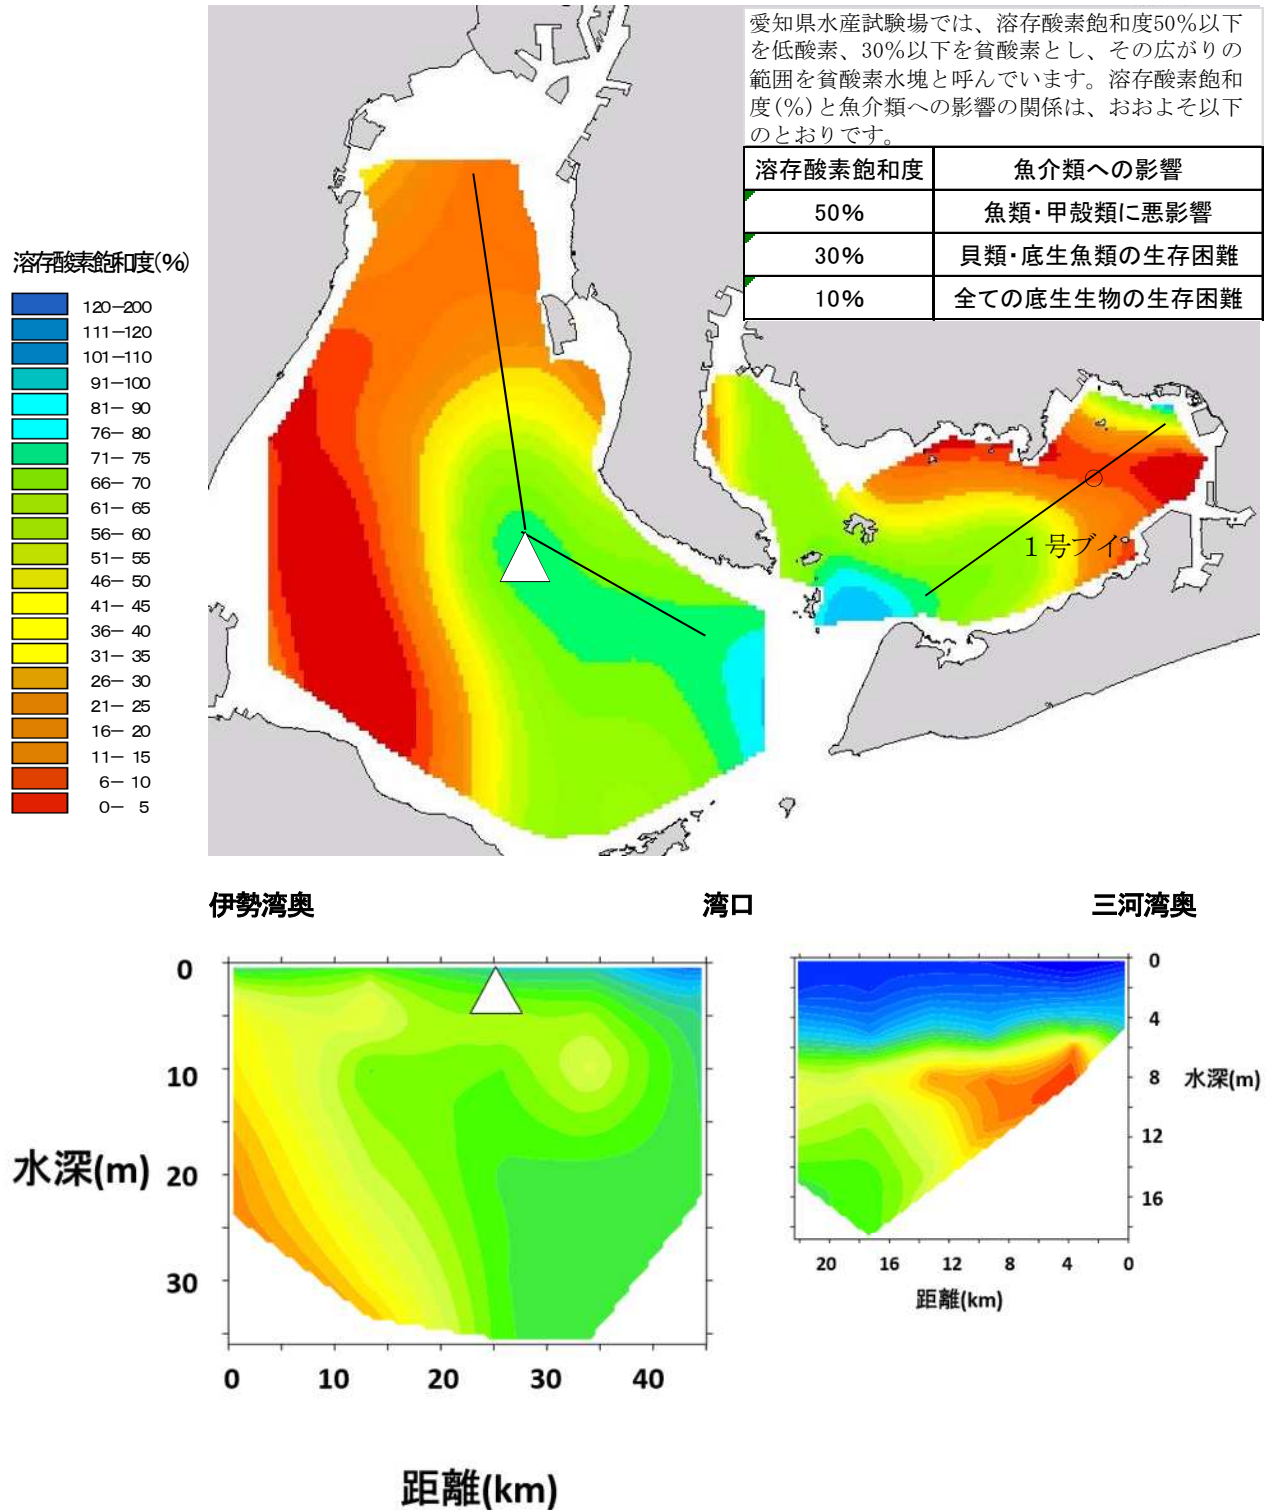 愛知県水産試験場では、溶存酸素飽和度50%以下
を低酸素、30%以下を貧酸素とし、その広がりの
範囲を貧酸素水塊と呼んでいます。溶存酸素飽和
度(%)と魚介類への影響の関係は、おおよそ以下
のとおりです。
溶存酸素飽和度 魚介類への影響
50% 魚類・甲殻類に悪影響
30% 貝類・底生魚類の生存困難
10% 全ての底生生物の生存困難
溶存酸素飽和度(%)
120-200
111-120
101-110
91-100
81- 90
76- 80
71- 75
66- 70
61- 65
56- 60
51- 55
46- 50
41- 45
36- 40
31- 35
26- 30
21- 25
16- 20
11- 15
6- 10
0- 5
1号ブイ
伊勢湾奥 湾口 三河湾奥
0
10
20
30
水深(m)
0 10 20 30 40
距離(km)
0
4
8
12
16
水深(m)
20 16 12 8 4 0
距離(km)